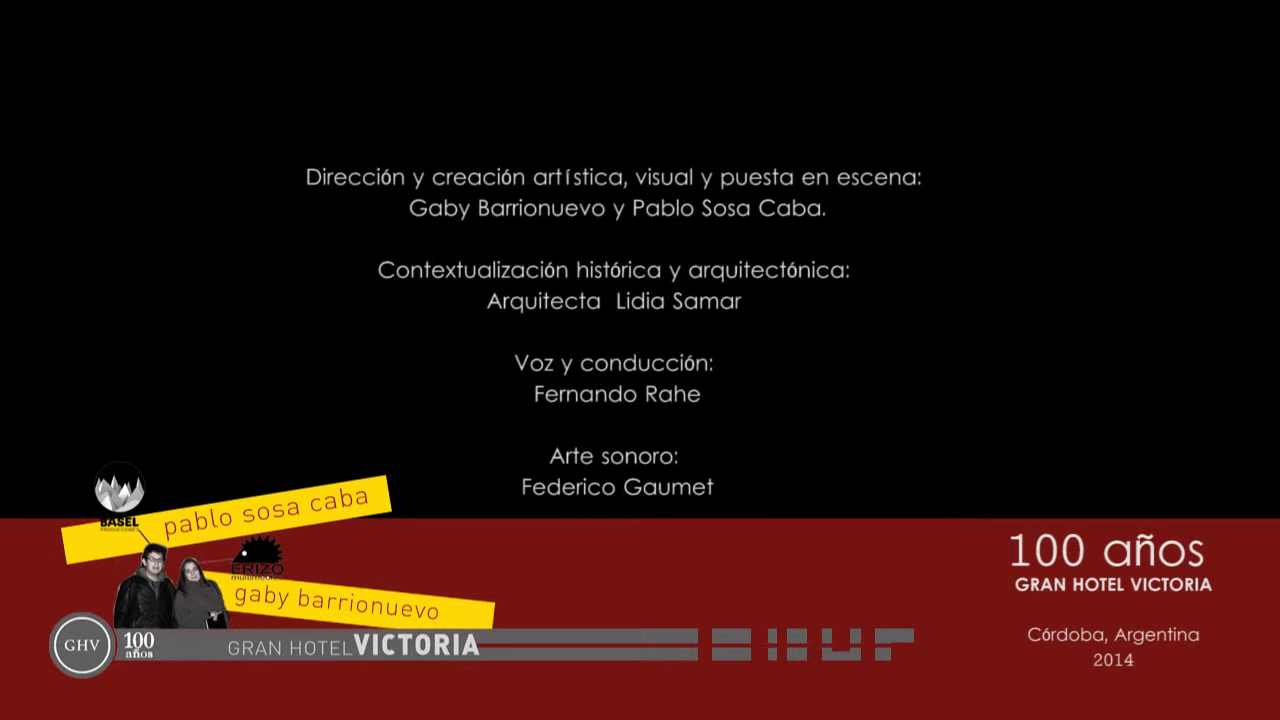 Dirección y creación artística, visual y puesta en escena:
Gaby Barrionuevo y Pablo Sosa Caba.
Contextualización histórica y arquitectónica:
Arquitecta Lidia Samar
Voz y conducción:
Fernando Rahe
Arte sonoro:
Federico Gaumet
BASEL
PRODUCCIONES
pablo sosa caba
ERIZO
multimedia
gaby barrionuevo
GHV
100
años
GRAN HOTEL VICTORIA
100 años
GRAN HOTEL VICTORIA
Córdoba, Argentina
2014